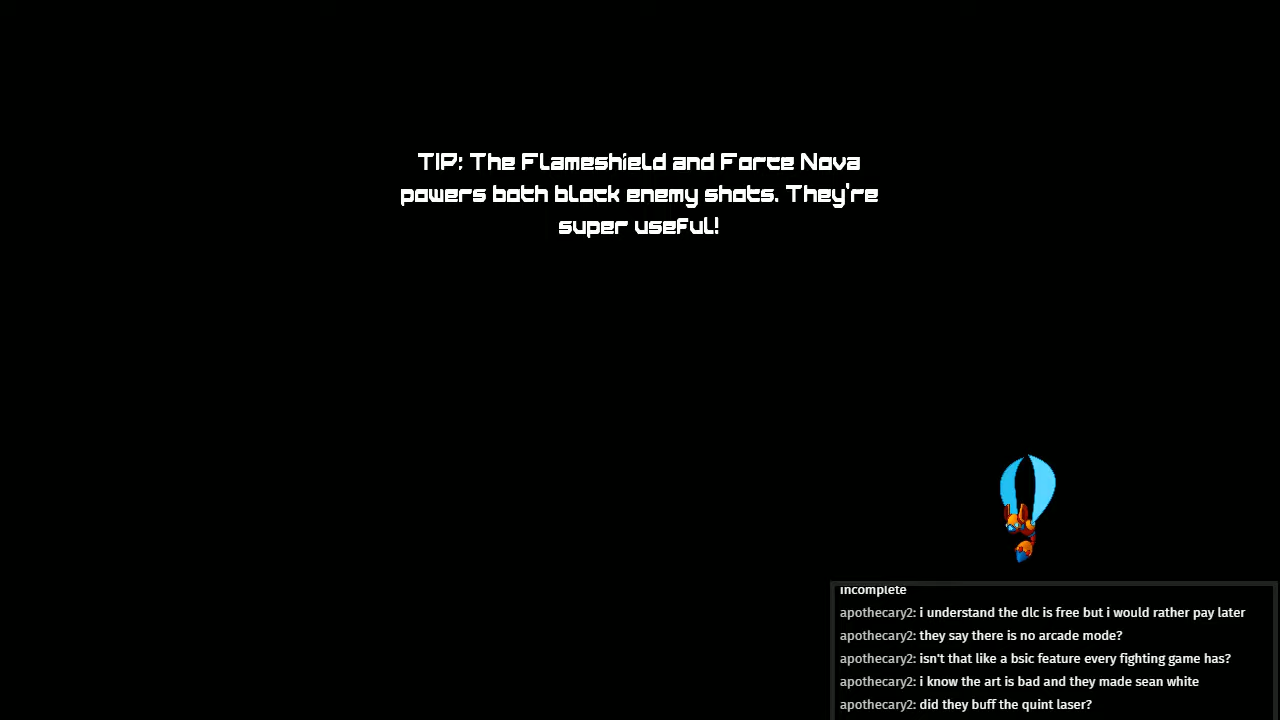 TIP: The Flameshield and Force Nova
powers both block enemy shots. They're
super useful!
incomplete
apothecary2: i understand the dlc is free but i would rather pay later
apothecary2: they say there is no arcade mode?
apothecary2: isn't that like a bsic feature every fighting game has?
apothecary2: i know the art is bad and they made sean white
apothecary2: did they buff the quint laser?